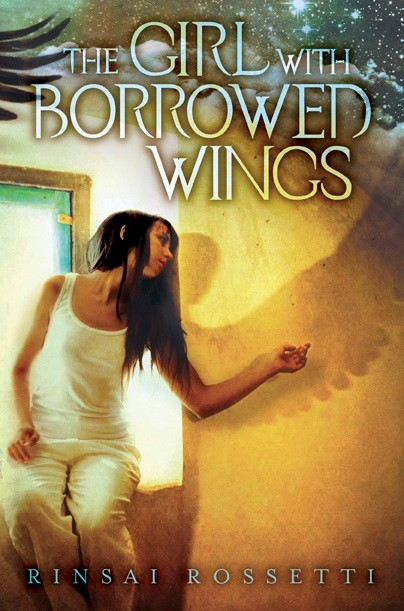 THE GIRL WITH
BORROWED
WINGS
RINSAI ROSSETTI